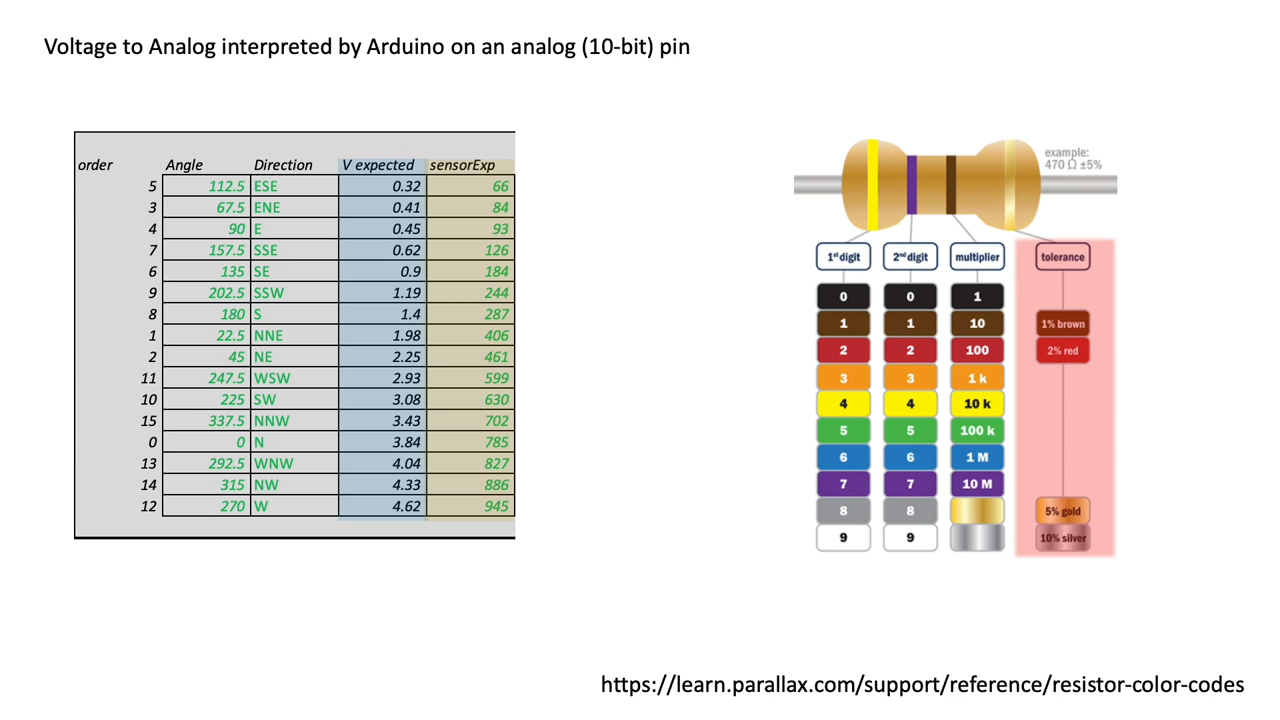 Voltage to Analog interpreted by Arduino on an analog (10-bit) pin
order Angle Direction V expected sensorExp
5 112.5 ESE 0.32 66
3 67.5 ENE 0.41 84
4 90 E 0.45 93
7 157.5 SSE 0.62 126
6 135 SE 0.9 184
9 202.5 SSW 1.19 244
8 180 S 1.4 287
1 22.5 NNE 1.98 406
2 45 NE 2.25 461
11 247.5 WSW 2.93 599
10 225 SW 3.08 630
15 337.5 NNW 3.43 702
0 0 N 3.84 785
13 292.5 WNW 4.04 827
14 315 NW 4.33 886
12 270 W 4.62 945
example:
470 Ω ±5%
1st digit 2nd digit multiplier tolerance
0 0 1
1 1 10 1% brown
2 2 100 2% red
3 3 1 k
4 4 10 k
5 5 100 k
6 6 1 M
7 7 10 M
8 8 5% gold
9 9 10% silver
https://learn.parallax.com/support/reference/resistor-color-codes